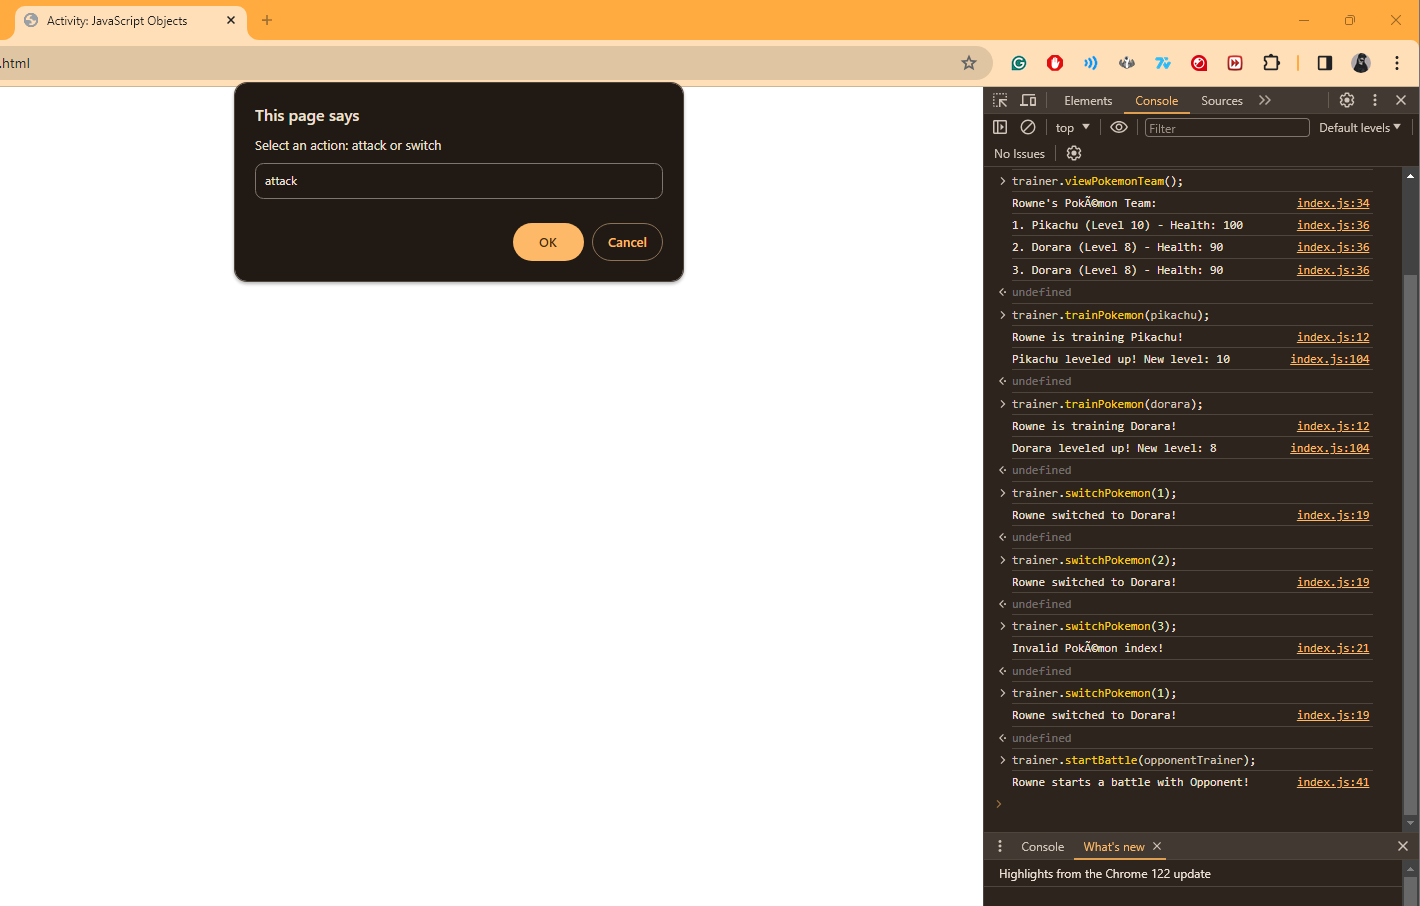 Activity: JavaScript Objects
.html
This page says
Select an action: attack or switch
attack
OK
Cancel
Elements
Console
Sources
top
Filter
Default levels
No Issues
trainer.viewPokemonTeam();
Rowne's PokÃ©mon Team: index.js:34
1. Pikachu (Level 10) - Health: 100 index.js:36
2. Dorara (Level 8) - Health: 90 index.js:36
3. Dorara (Level 8) - Health: 90 index.js:36
undefined
trainer.trainPokemon(pikachu);
Rowne is training Pikachu! index.js:12
Pikachu leveled up! New level: 10 index.js:104
undefined
trainer.trainPokemon(dorara);
Rowne is training Dorara! index.js:12
Dorara leveled up! New level: 8 index.js:104
undefined
trainer.switchPokemon(1);
Rowne switched to Dorara! index.js:19
undefined
trainer.switchPokemon(2);
Rowne switched to Dorara! index.js:19
undefined
trainer.switchPokemon(3);
Invalid PokÃ©mon index! index.js:21
undefined
trainer.switchPokemon(1);
Rowne switched to Dorara! index.js:19
undefined
trainer.startBattle(opponentTrainer);
Rowne starts a battle with Opponent! index.js:41
Console
What's new
Highlights from the Chrome 122 update